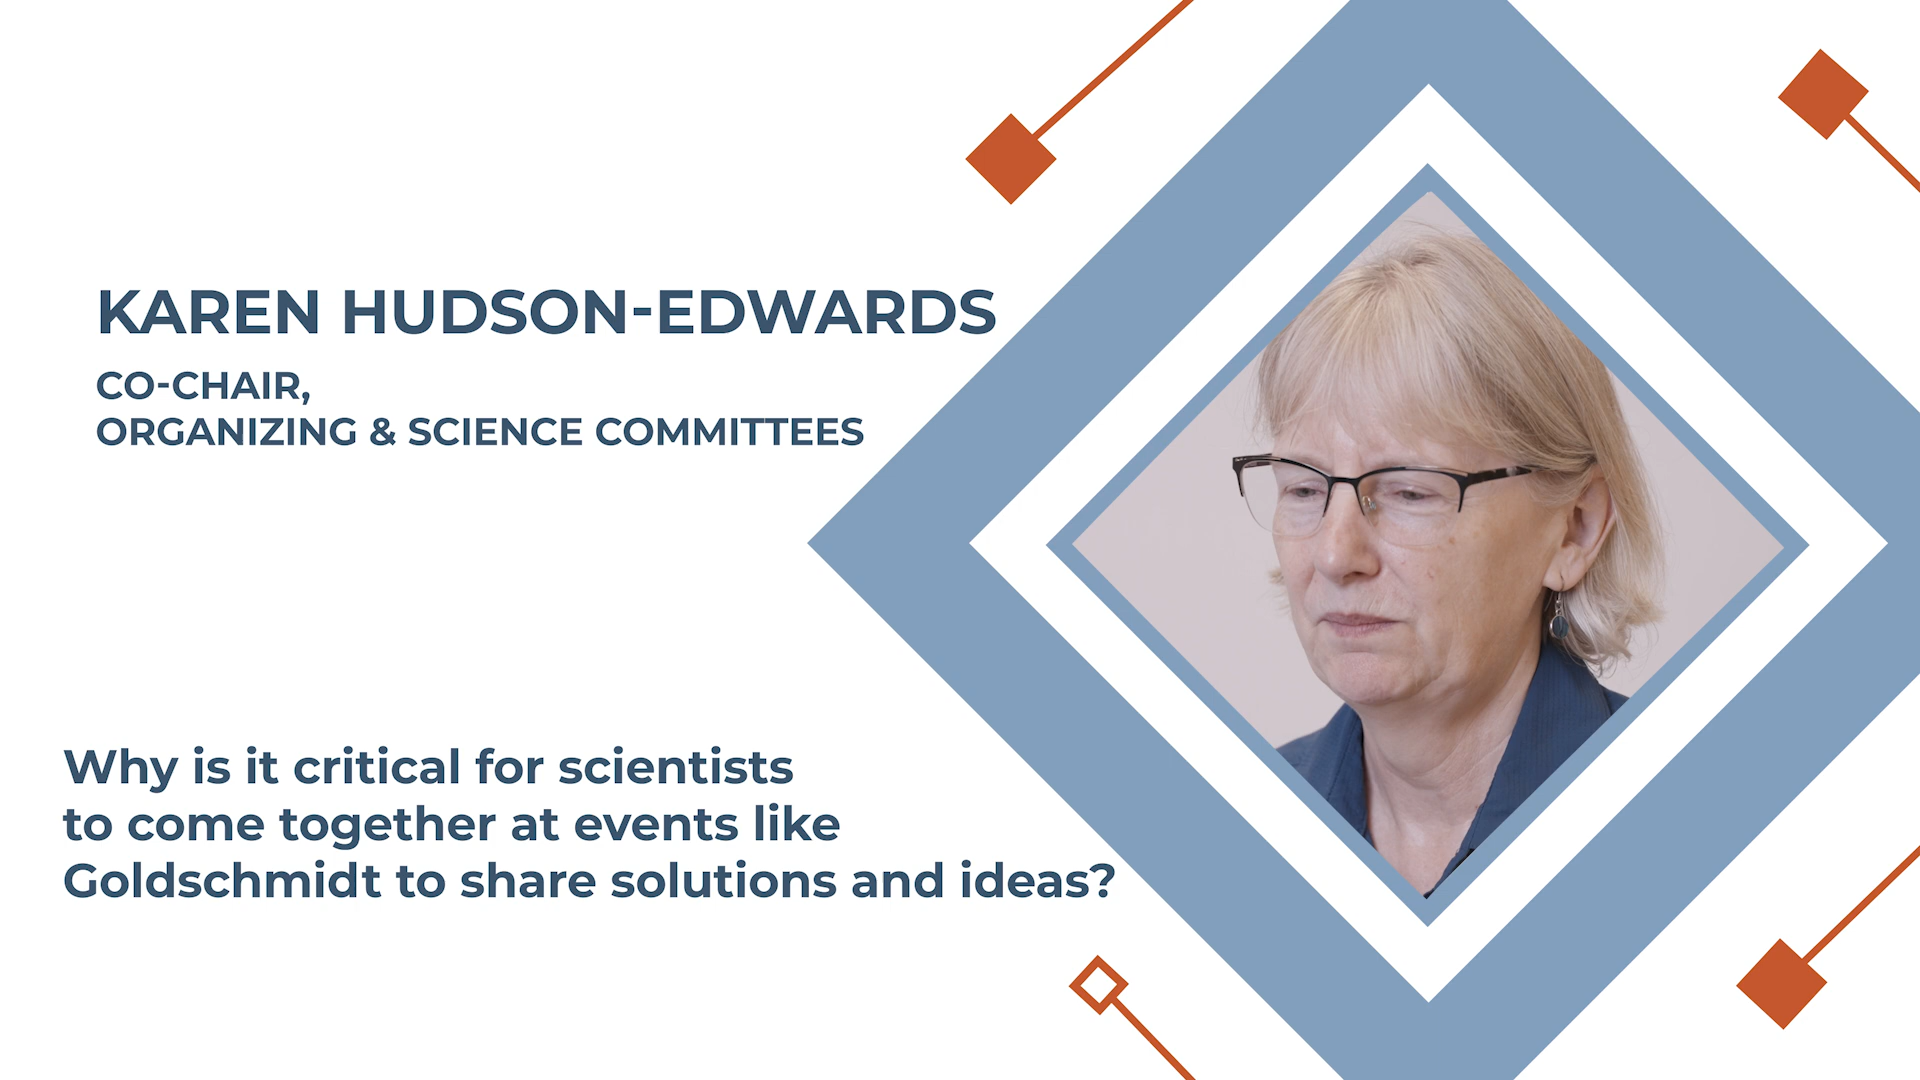 KAREN HUDSON-EDWARDS
CO-CHAIR,
ORGANIZING & SCIENCE COMMITTEES
Why is it critical for scientists
to come together at events like
Goldschmidt to share solutions and ideas?